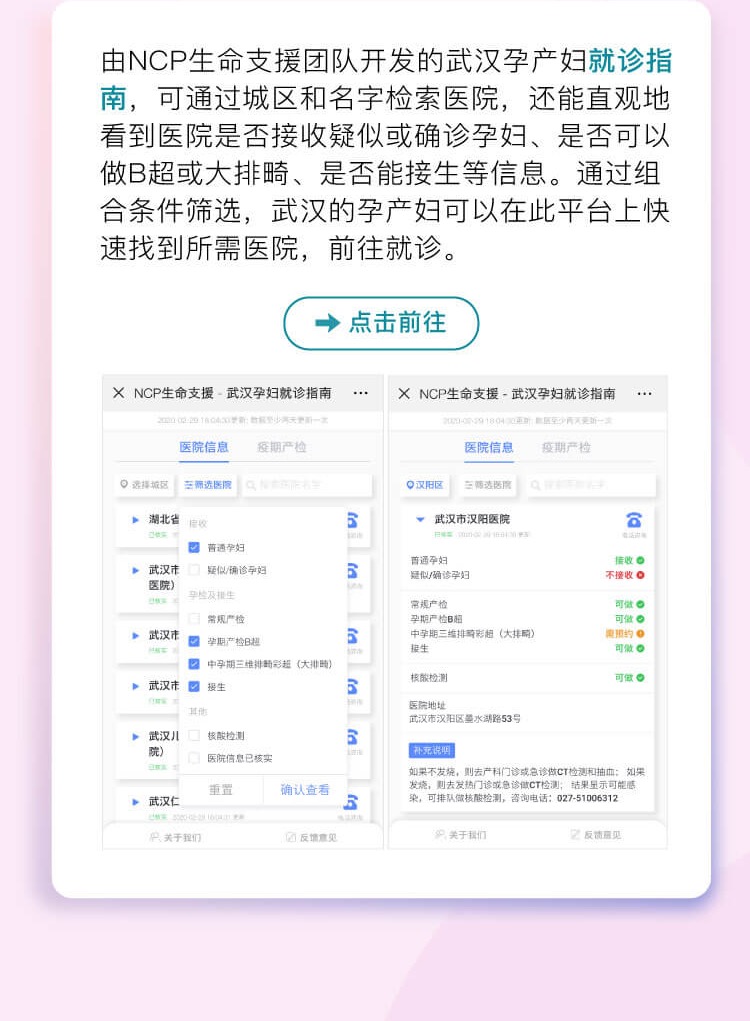 由NCP生命支援团队开发的武汉孕产妇就诊指
南，可通过城区和名字检索医院，还能直观地
看到医院是否接收疑似或确诊孕妇、是否可以
做B超或大排畸、是否能接生等信息。通过组
合条件筛选，武汉的孕产妇可以在此平台上快
速找到所需医院，前往就诊。
点击前往
NCP生命支援 - 武汉孕妇就诊指南
2020-02-29 16:04:30更新: 数据至少两天更新一次
医院信息 疫期产检
选择城区 筛选医院 搜索医院名字
湖北省
已核实
武汉市
医院）
已核实
武汉市
已核实
武汉市
已核实
武汉儿
院）
已核实
武汉仁
已核实 2020-02-29 16:04:31 更新
接收
普通孕妇
疑似/确诊孕妇
孕检及接生
常规产检
孕期产检B超
中孕期三维排畸彩超（大排畸）
接生
其他
核酸检测
医院信息已核实
重置 确认查看
关于我们 反馈意见
NCP生命支援 - 武汉孕妇就诊指南
2020-02-29 16:04:30更新: 数据至少两天更新一次
医院信息 疫期产检
汉阳区 筛选医院 搜索医院名字
武汉市汉阳医院
已核实 2020-02-29 16:04:30 更新
电话咨询
普通孕妇 接收
疑似/确诊孕妇 不接收
常规产检 可做
孕期产检B超 可做
中孕期三维排畸彩超（大排畸） 需预约
接生 可做
核酸检测 可做
医院地址
武汉市汉阳区墨水湖路53号
补充说明
如果不发烧，则去产科门诊或急诊做CT检测和抽血； 如果
发烧，则去发热门诊或急诊做CT检测； 结果显示可能感
染，可排队做核酸检测，咨询电话：027-51006312
关于我们 反馈意见